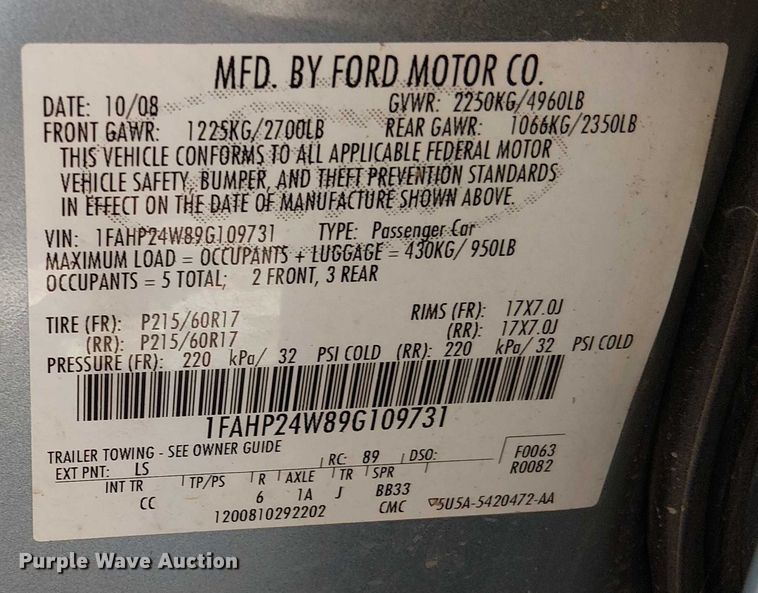 MFD. BY FORD MOTOR CO.
DATE: 10/08 GVWR: 2250KG/4960LB
FRONT GAWR: 1225KG/2700LB REAR GAWR: 1066KG/2350LB
THIS VEHICLE CONFORMS TO ALL APPLICABLE FEDERAL MOTOR
VEHICLE SAFETY, BUMPER, AND THEFT PREVENTION STANDARDS
IN EFFECT ON THE DATE OF MANUFACTURE SHOWN ABOVE.
VIN: 1FAHP24W89G109731 TYPE: Passenger Car
MAXIMUM LOAD = OCCUPANTS + LUGGAGE = 430KG/ 950LB
OCCUPANTS = 5 TOTAL; 2 FRONT, 3 REAR
TIRE (FR): P215/60R17 RIMS (FR): 17X7.0J
(RR): P215/60R17 (RR): 17X7.0J
PRESSURE (FR): 220 kPa/ 32 PSI COLD (RR): 220 kPa/ 32 PSI COLD
1FAHP24W89G109731
TRAILER TOWING - SEE OWNER GUIDE
EXT PNT: LS RC: 89 DSO: F0063
R0082
INT TR TP/PS R AXLE TR SPR
CC 6 1A J BB33
1200810292202 CMC 5U5A-5420472-AA
Purple Wave Auction